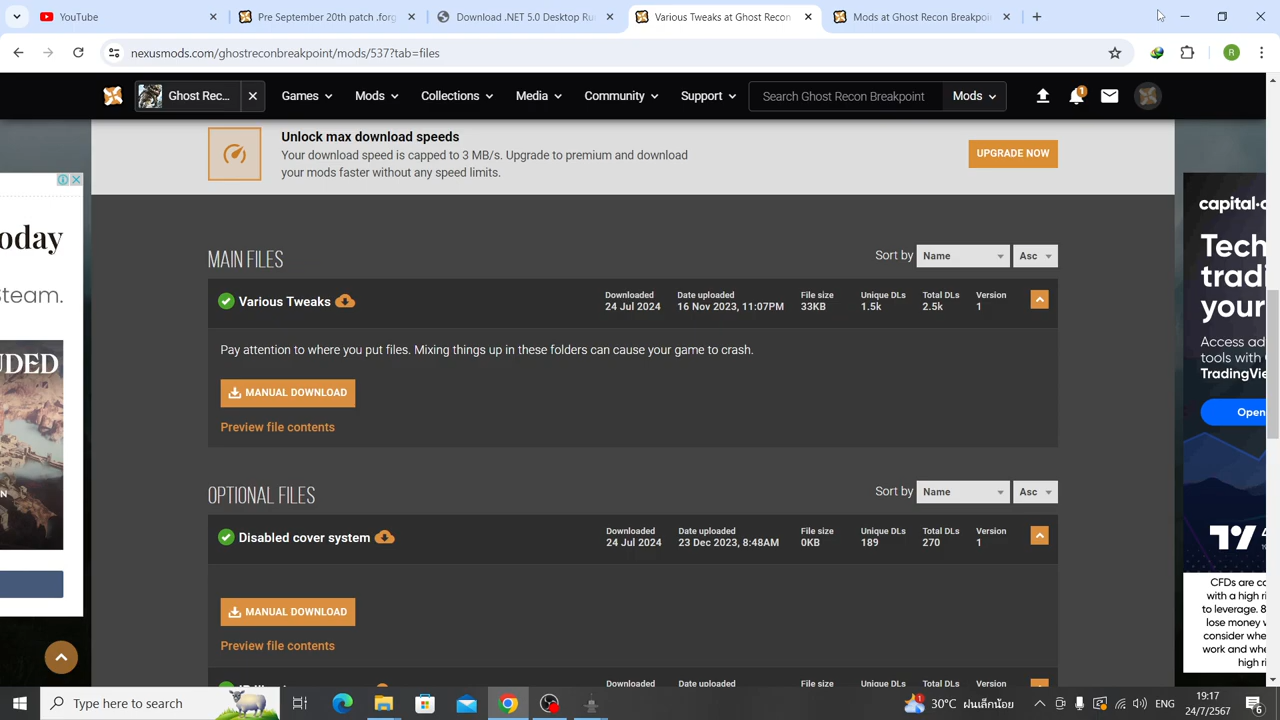 YouTube
Pre September 20th patch .forg
Download .NET 5.0 Desktop Ru
Various Tweaks at Ghost Recon
Mods at Ghost Recon Breakpoin
nexusmods.com/ghostreconbreakpoint/mods/537?tab=files
R
Ghost Rec...
Games
Mods
Collections
Media
Community
Support
Search Ghost Recon Breakpoint
Mods
1
Unlock max download speeds
Your download speed is capped to 3 MB/s. Upgrade to premium and download
your mods faster without any speed limits.
UPGRADE NOW
oday
Steam.
UDED
MAIN FILES
Sort by
Name
Asc
Various Tweaks
Downloaded
24 Jul 2024
Date uploaded
16 Nov 2023, 11:07PM
File size
33KB
Unique DLs
1.5k
Total DLs
2.5k
Version
1
Pay attention to where you put files. Mixing things up in these folders can cause your game to crash.
MANUAL DOWNLOAD
Preview file contents
OPTIONAL FILES
Sort by
Name
Asc
Disabled cover system
Downloaded
24 Jul 2024
Date uploaded
23 Dec 2023, 8:48AM
File size
0KB
Unique DLs
189
Total DLs
270
Version
1
MANUAL DOWNLOAD
Preview file contents
capital.c
Tech
tradi
your
Access ad
tools with
TradingVie
Open
CFDs are co
with a high ri
to leverage. 8
lose money v
consider whe
work and whe
high ri
Type here to search
1
30°C ฝนเล็กน้อย
ENG
19:17
24/7/2567
6